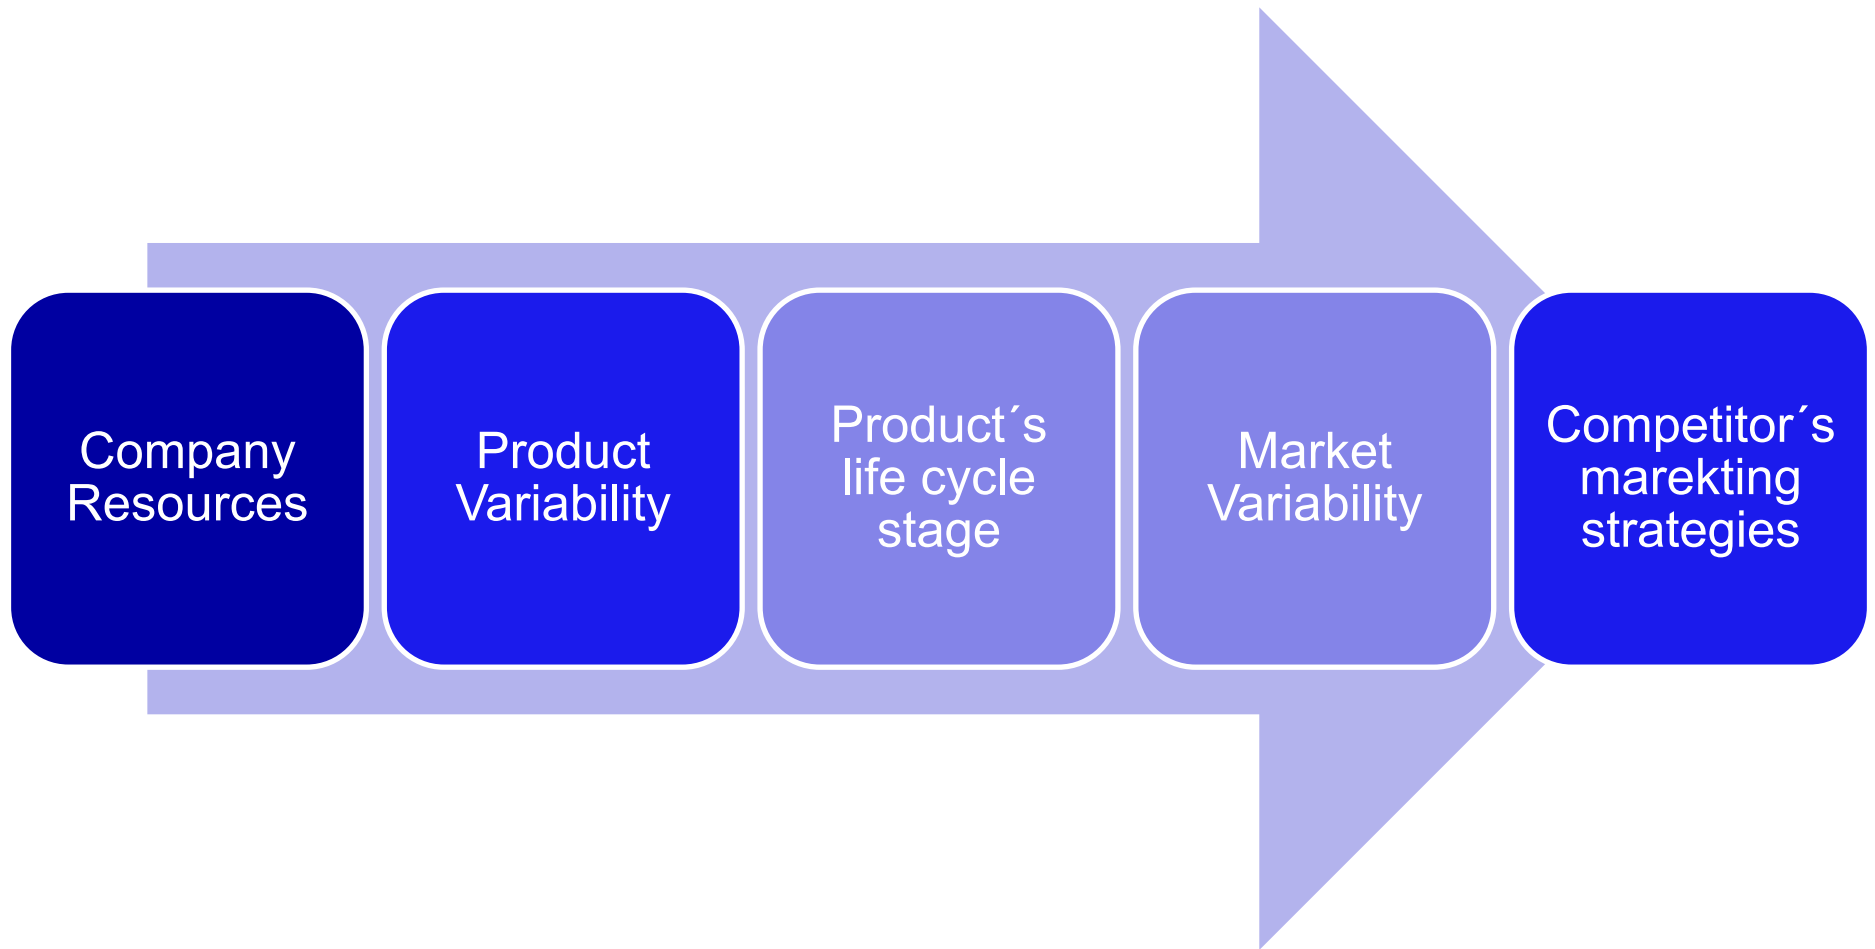 Company
Resources
Product
Variability
Product´s
life cycle
stage
Market
Variability
Competitor´s
marekting
strategies